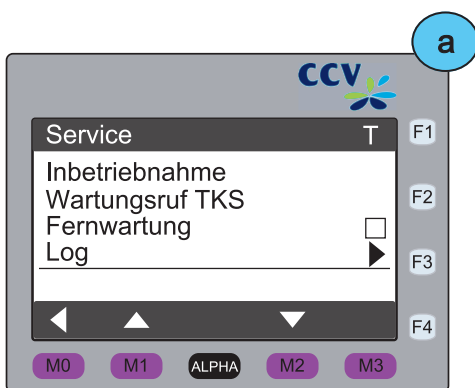 a
CCV
Service T F1
Inbetriebnahme
Wartungsruf TKS F2
Fernwartung
Log F3
F4
M0 M1 ALPHA M2 M3